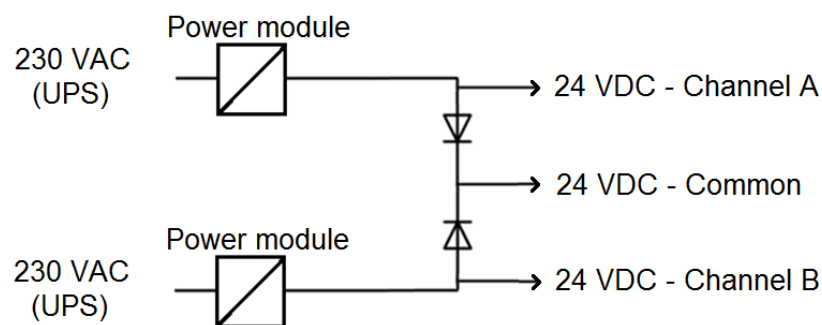 Power module
230 VAC
(UPS)
24 VDC - Channel A
24 VDC - Common
Power module
230 VAC
(UPS)
24 VDC - Channel B